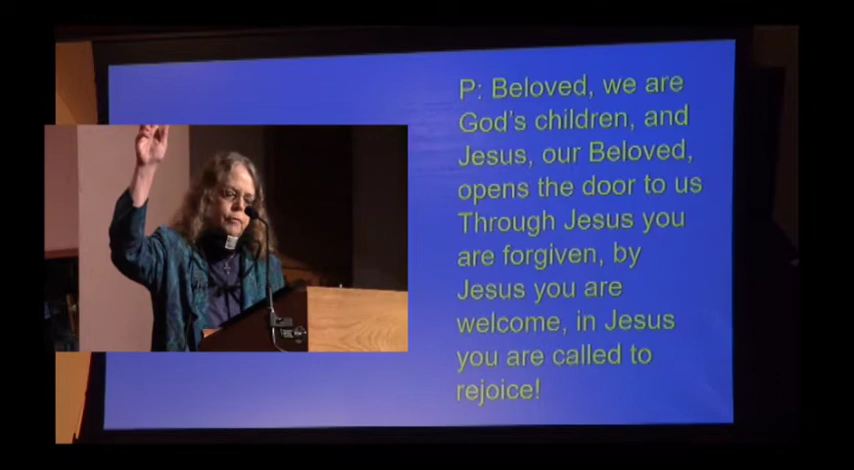 P: Beloved, we are
God's children, and
Jesus, our Beloved,
opens the door to us
Through Jesus you
are forgiven, by
Jesus you are
welcome, in Jesus
you are called to
rejoice!